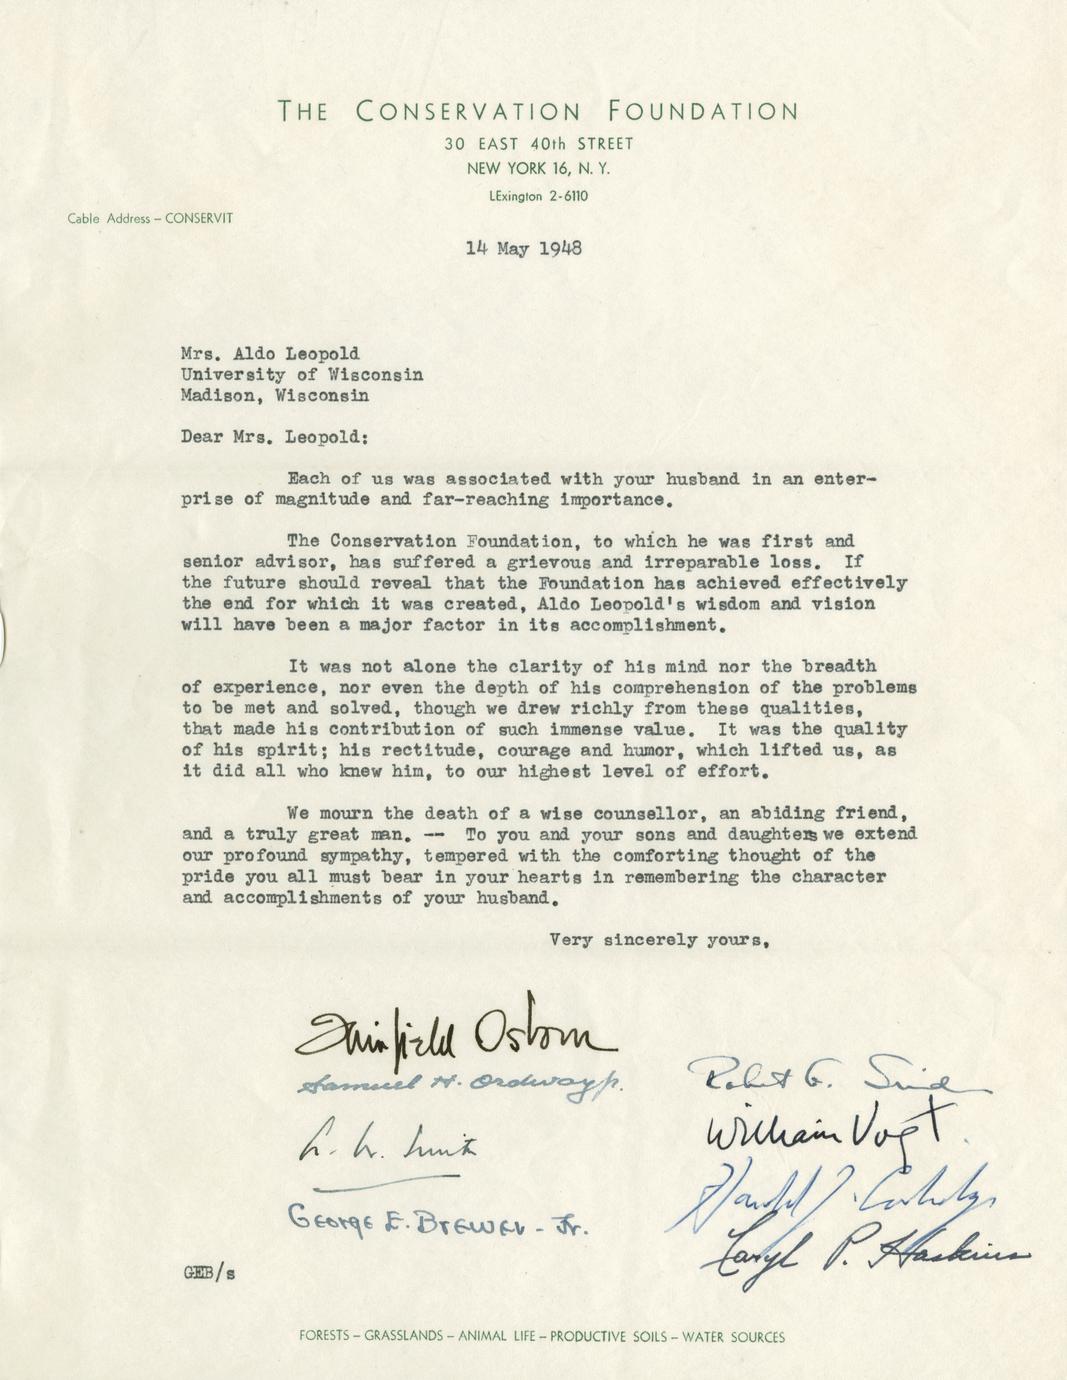 THE CONSERVATION FOUNDATION
30 EAST 40th STREET
NEW YORK 16, N. Y.
LExington 2-6110
Cable Address – CONSERVIT
14 May 1948
Mrs. Aldo Leopold
University of Wisconsin
Madison, Wisconsin
Dear Mrs. Leopold:
Each of us was associated with your husband in an enter-
prise of magnitude and far-reaching importance.
The Conservation Foundation, to which he was first and
senior advisor, has suffered a grievous and irreparable loss. If
the future should reveal that the Foundation has achieved effectively
the end for which it was created, Aldo Leopold's wisdom and vision
will have been a major factor in its accomplishment.
It was not alone the clarity of his mind nor the breadth
of experience, nor even the depth of his comprehension of the problems
to be met and solved, though we drew richly from these qualities,
that made his contribution of such immense value. It was the quality
of his spirit; his rectitude, courage and humor, which lifted us, as
it did all who knew him, to our highest level of effort.
We mourn the death of a wise counsellor, an abiding friend,
and a truly great man. -- To you and your sons and daughters we extend
our profound sympathy, tempered with the comforting thought of the
pride you all must bear in your hearts in remembering the character
and accomplishments of your husband.
Very sincerely yours,
Fairfield Osborn
Samuel H. Ordway Jr.
Robert G.
William Vogt
Smith
Harold J. Coolidge
George E. Brewer - Jr.
Caryl P. Haskins
GEB/s
FORESTS – GRASSLANDS – ANIMAL LIFE – PRODUCTIVE SOILS – WATER SOURCES